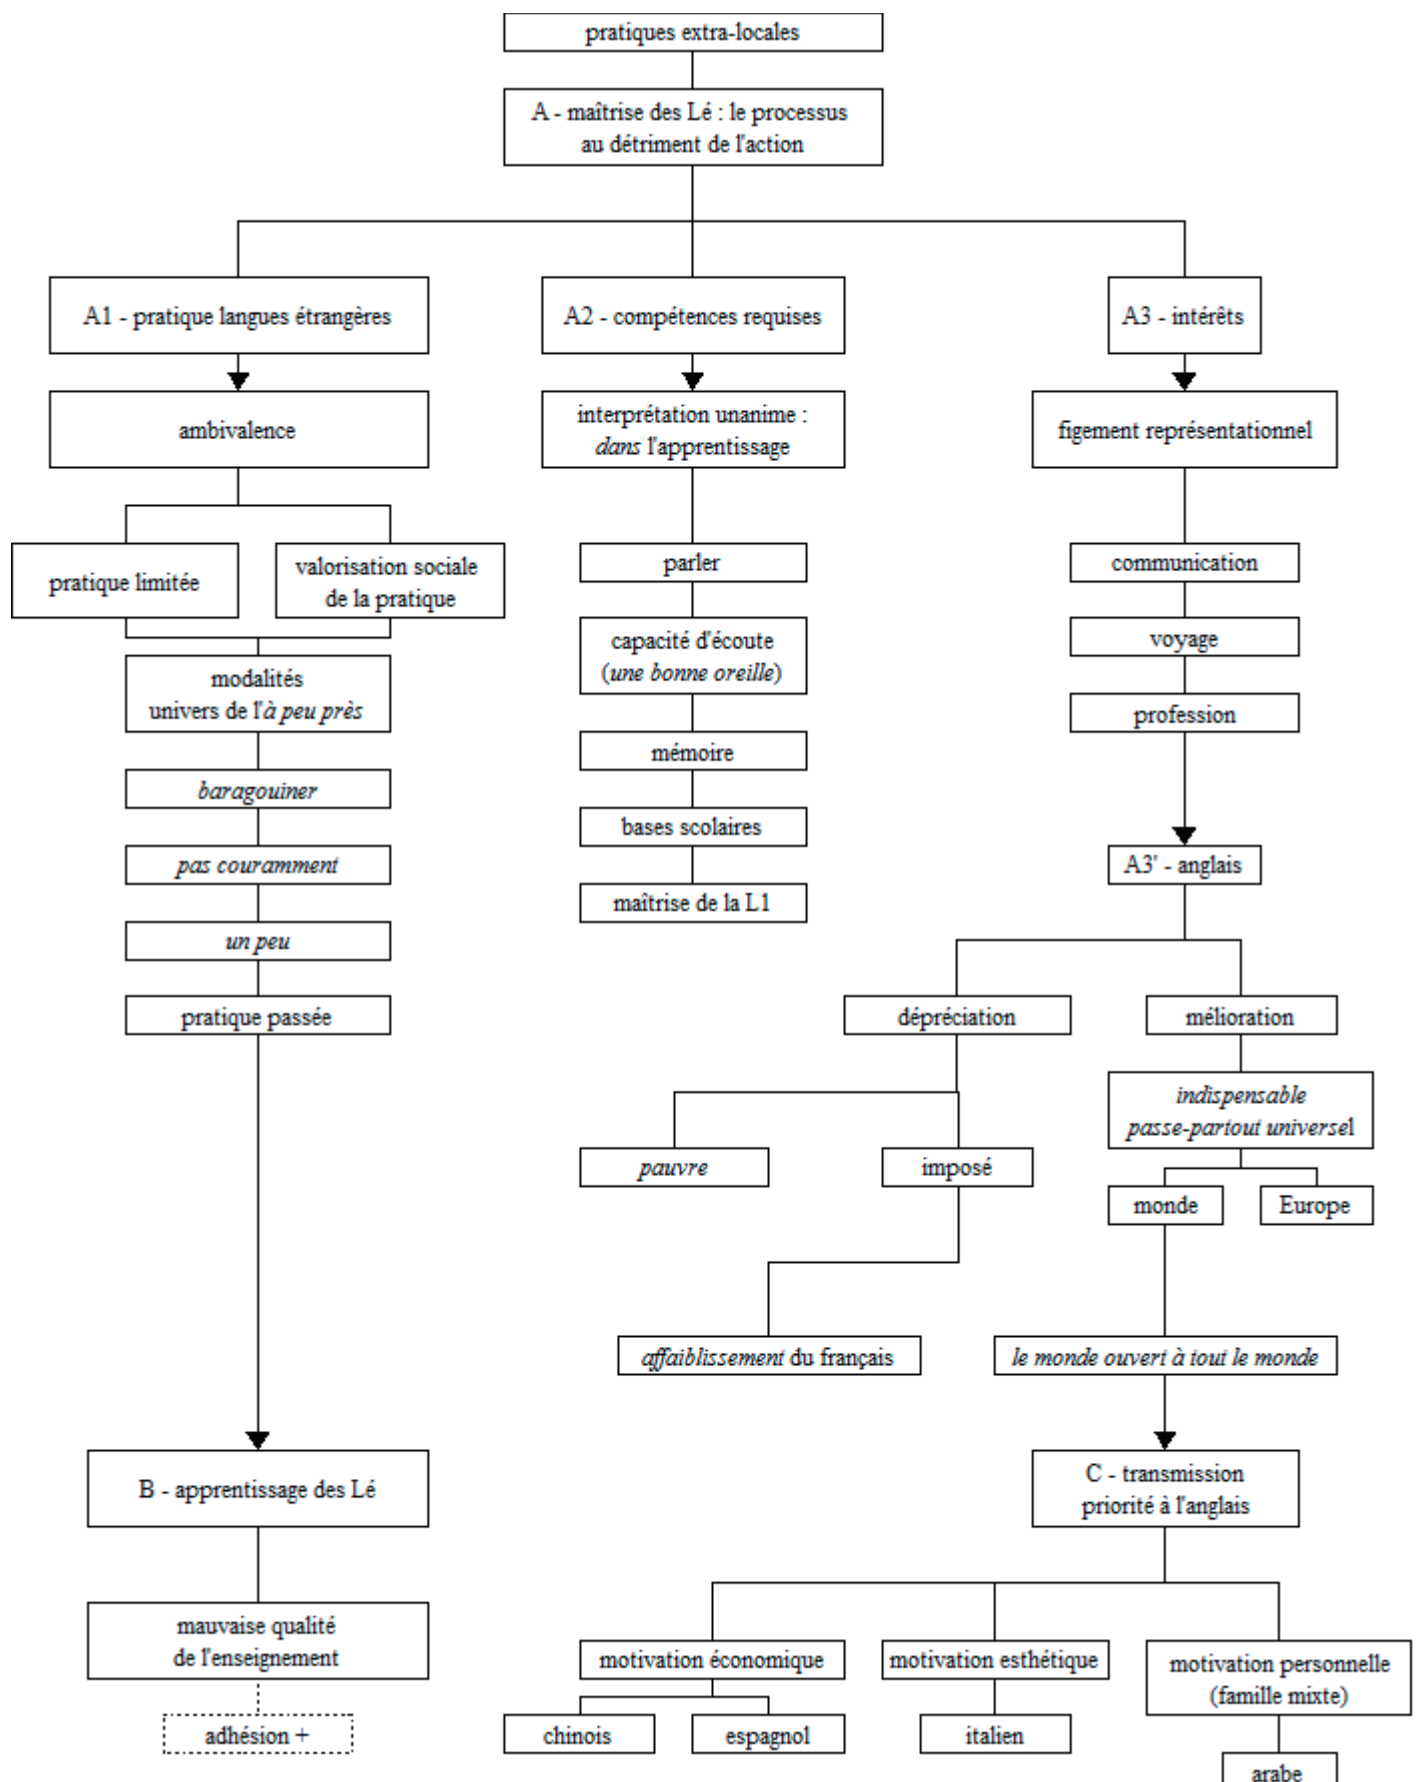 pratiques extra-locales
A - maîtrise des Lé : le processus
au détriment de l'action
A1 - pratique langues étrangères
A2 - compétences requises
A3 - intérêts
ambivalence
interprétation unanime :
dans l'apprentissage
figement représentationnel
pratique limitée
valorisation sociale
de la pratique
parler
communication
capacité d'écoute
(une bonne oreille)
voyage
modalités
univers de l'à peu près
profession
mémoire
baragouiner
bases scolaires
pas couramment
A3' - anglais
maîtrise de la L1
un peu
pratique passée
dépréciation
mélioration
indispensable
passe-partout universel
pauvre
imposé
monde
Europe
affaiblissement du français
le monde ouvert à tout le monde
B - apprentissage des Lé
C - transmission
priorité à l'anglais
mauvaise qualité
de l'enseignement
motivation économique
motivation esthétique
motivation personnelle
(famille mixte)
adhésion +
chinois
espagnol
italien
arabe